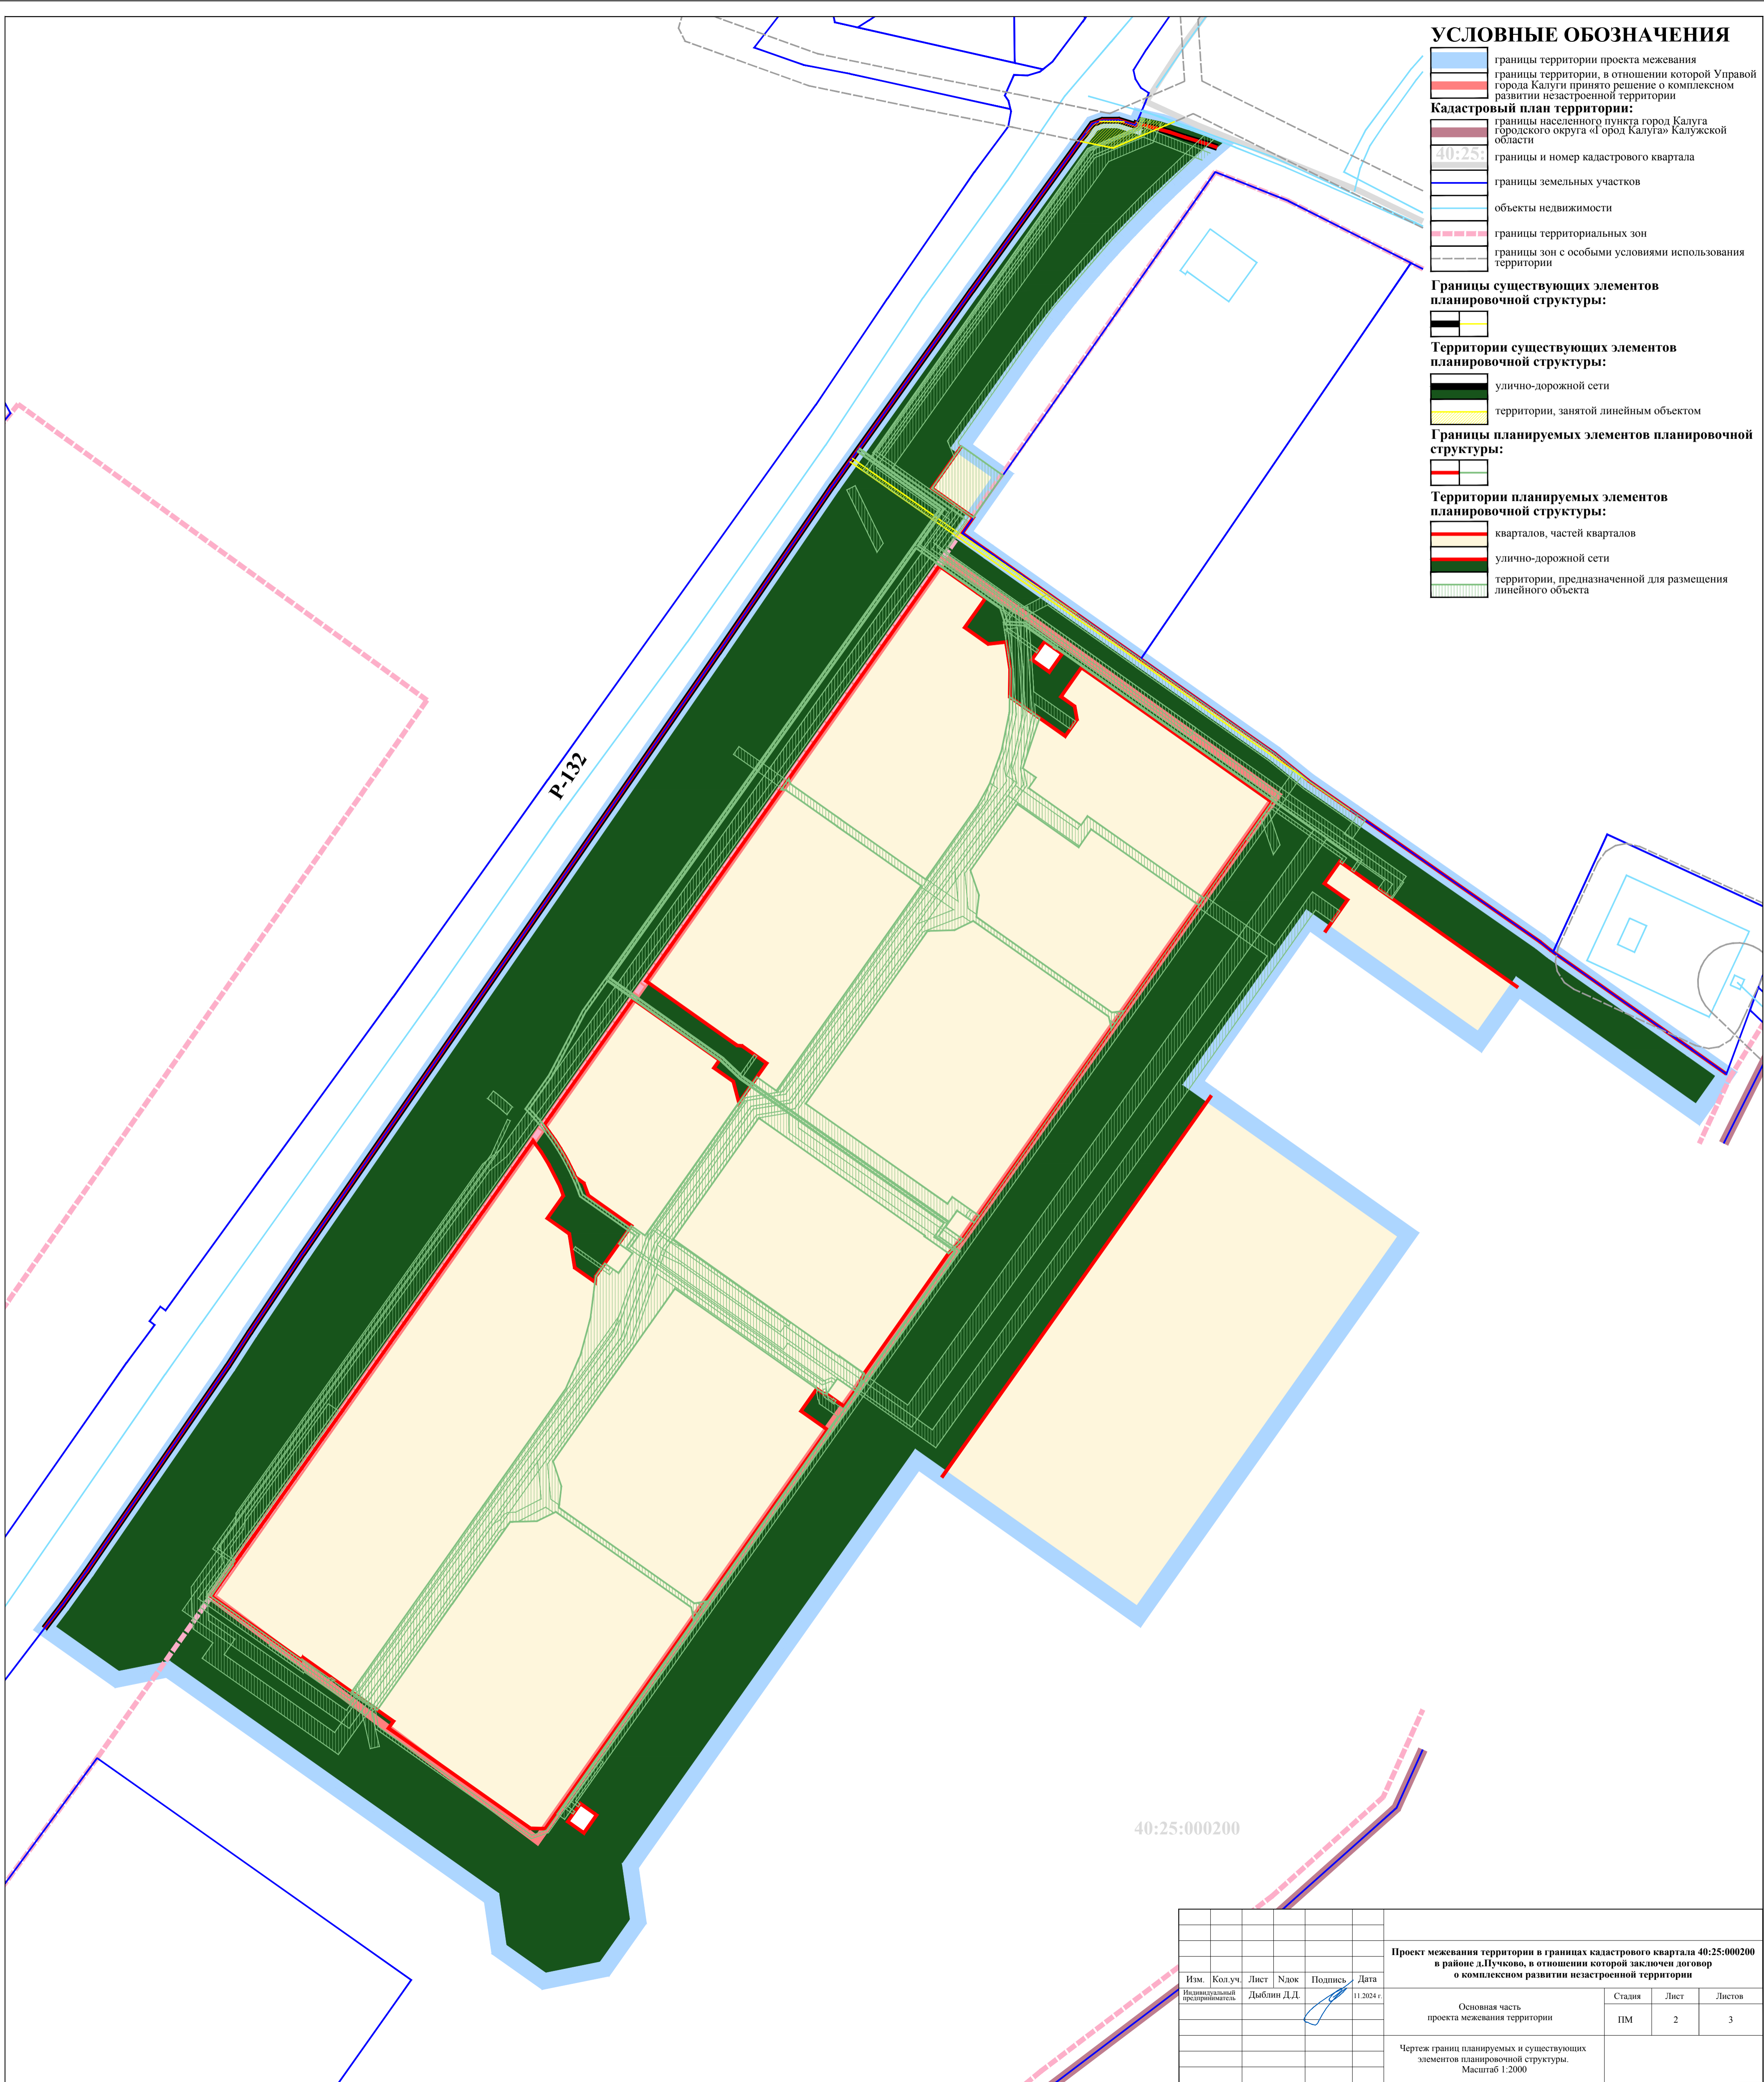 УСЛОВНЫЕ ОБОЗНАЧЕНИЯ
границы территории проекта межевания
границы территории, в отношении которой Управой
города Калуги принято решение о комплексном
развитии незастроенной территории
Кадастровый план территории:
границы населенного пункта город Калуга
городского округа «Город Калуга» Калужской
области
40:25:
границы и номер кадастрового квартала
границы земельных участков
объекты недвижимости
границы территориальных зон
границы зон с особыми условиями использования
территории
Границы существующих элементов
планировочной структуры:
Территории существующих элементов
планировочной структуры:
улично-дорожной сети
территории, занятой линейным объектом
Границы планируемых элементов планировочной
структуры:
Территории планируемых элементов
планировочной структуры:
кварталов, частей кварталов
улично-дорожной сети
территории, предназначенной для размещения
линейного объекта
Р-132
40:25:000200
Проект межевания территории в границах кадастрового квартала 40:25:000200
в районе д.Пучково, в отношении которой заключен договор
о комплексном развитии незастроенной территории
Изм. Кол.уч. Лист Nдок Подпись Дата
Индивидуальный
предприниматель
Дыблин Д.Д. 11.2024 г.
Основная часть
проекта межевания территории
Стадия Лист Листов
ПМ 2 3
Чертеж границ планируемых и существующих
элементов планировочной структуры.
Масштаб 1:2000